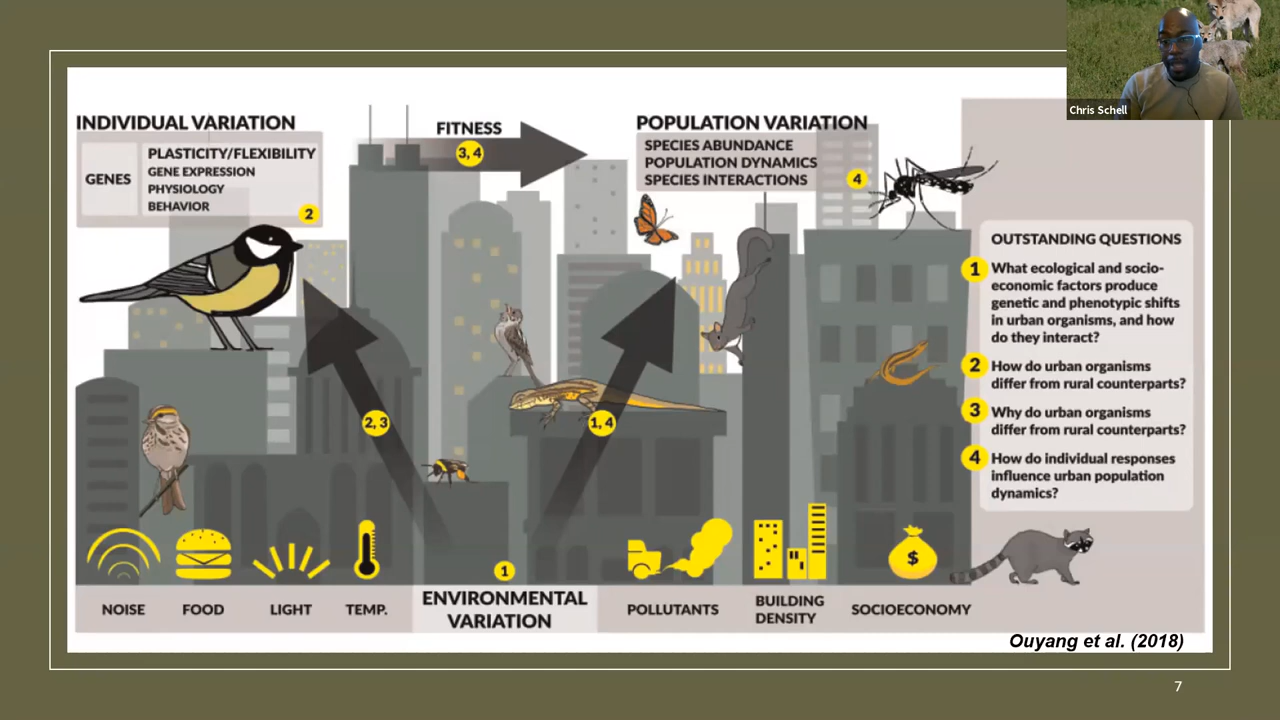 Chris Schell
INDIVIDUAL VARIATION
GENES
PLASTICITY/FLEXIBILITY
GENE EXPRESSION
PHYSIOLOGY
BEHAVIOR
2
FITNESS
3, 4
POPULATION VARIATION
SPECIES ABUNDANCE
POPULATION DYNAMICS
SPECIES INTERACTIONS
4
2, 3
1, 4
OUTSTANDING QUESTIONS
1 What ecological and socio-
economic factors produce
genetic and phenotypic shifts
in urban organisms, and how
do they interact?
2 How do urban organisms
differ from rural counterparts?
3 Why do urban organisms
differ from rural counterparts?
4 How do individual responses
influence urban population
dynamics?
$
1
NOISE
FOOD
LIGHT
TEMP.
ENVIRONMENTAL
VARIATION
POLLUTANTS
BUILDING
DENSITY
SOCIOECONOMY
Ouyang et al. (2018)
7